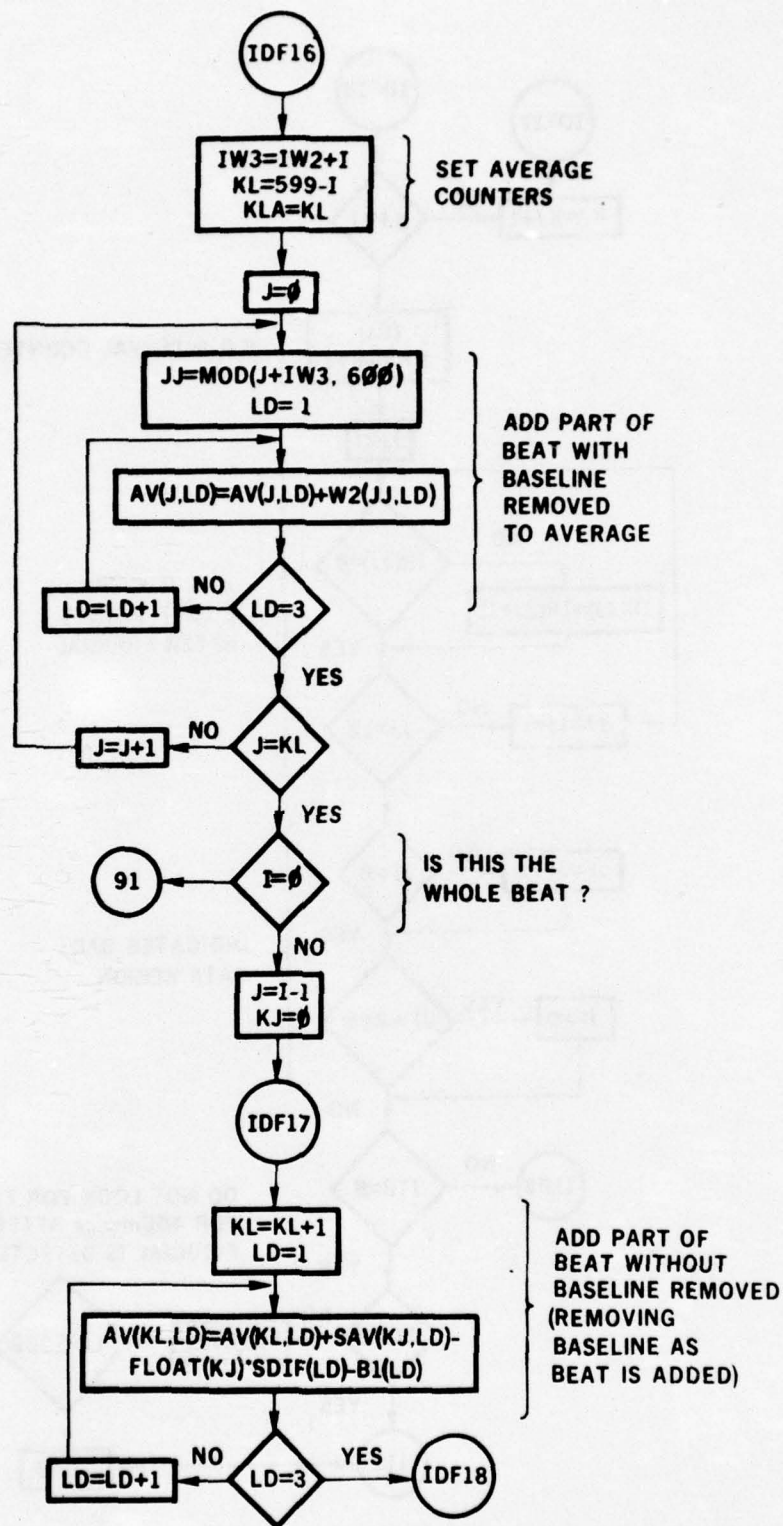 IDF16
IW3=IW2+I
KL=599-I
KLA=KL
SET AVERAGE
COUNTERS
J=∅
JJ=MOD(J+IW3, 6∅∅)
LD= 1
ADD PART OF
BEAT WITH
BASELINE
REMOVED
TO AVERAGE
AV(J,LD)=AV(J,LD)+W2(JJ,LD)
LD=LD+1
NO
LD=3
YES
J=J+1
NO
J=KL
YES
91
I=∅
IS THIS THE
WHOLE BEAT ?
NO
J=I-1
KJ=∅
IDF17
KL=KL+1
LD=1
ADD PART OF
BEAT WITHOUT
BASELINE REMOVED
(REMOVING
BASELINE AS
BEAT IS ADDED)
AV(KL,LD)=AV(KL,LD)+SAV(KJ,LD)-
FLOAT(KJ)*SDIF(LD)-B1(LD)
LD=LD+1
NO
LD=3
YES
IDF18